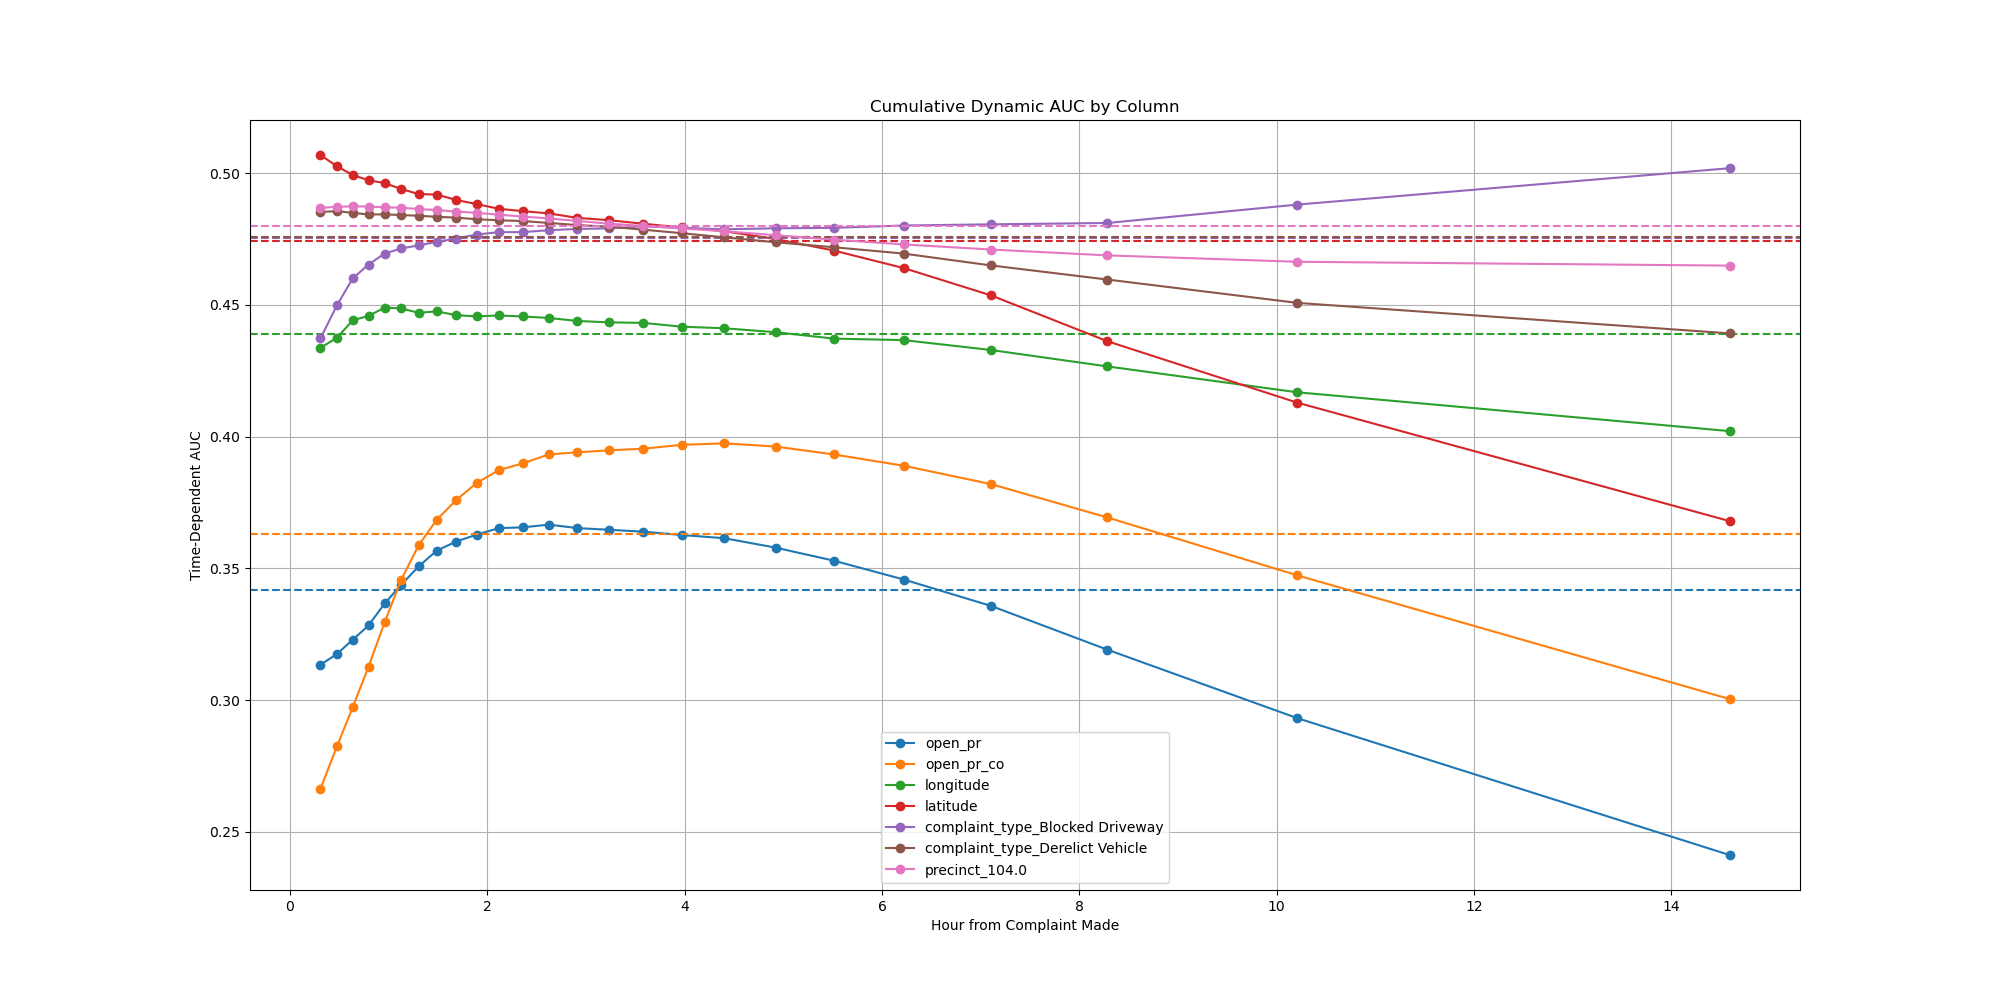 Cumulative Dynamic AUC by Column
Time-Dependent AUC
0.50
0.45
0.40
0.35
0.30
0.25
open_pr
open_pr_co
longitude
latitude
complaint_type_Blocked Driveway
complaint_type_Derelict Vehicle
precinct_104.0
0 2 4 6 8 10 12 14
Hour from Complaint Made